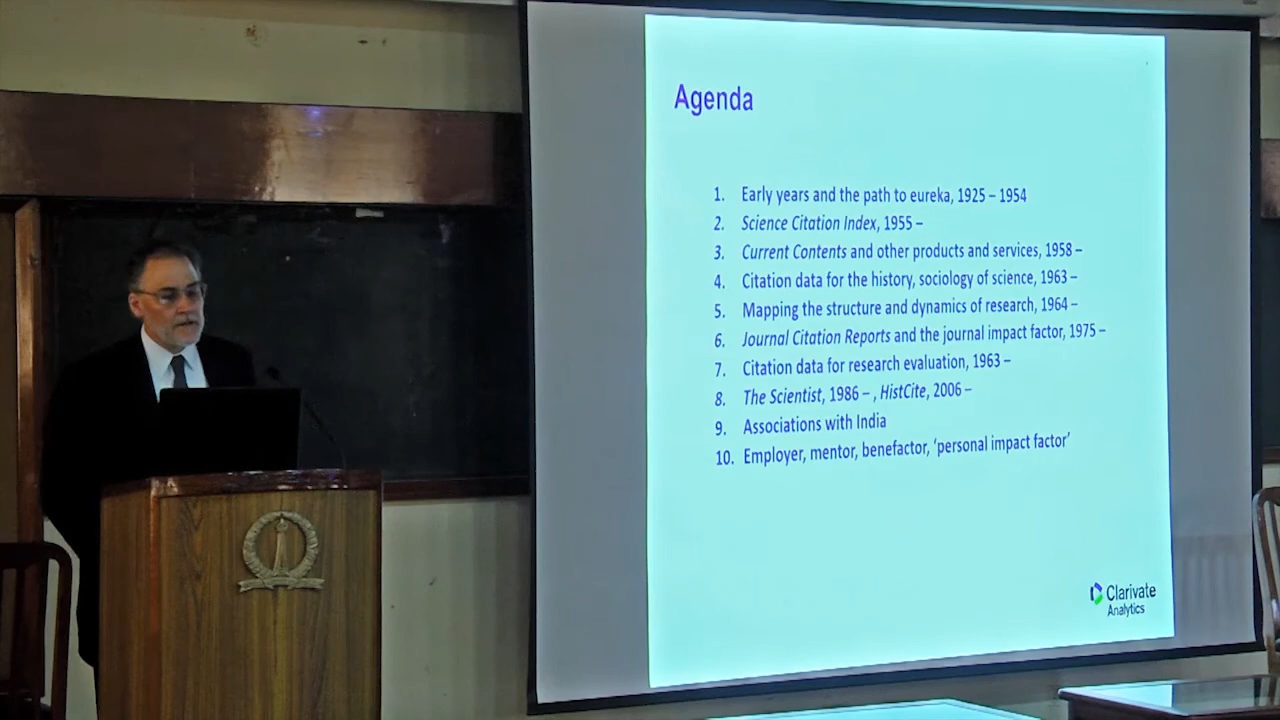 Agenda
1. Early years and the path to eureka, 1925 – 1954
2. Science Citation Index, 1955 –
3. Current Contents and other products and services, 1958 –
4. Citation data for the history, sociology of science, 1963 –
5. Mapping the structure and dynamics of research, 1964 –
6. Journal Citation Reports and the journal impact factor, 1975 –
7. Citation data for research evaluation, 1963 –
8. The Scientist, 1986 – , HistCite, 2006 –
9. Associations with India
10. Employer, mentor, benefactor, ‘personal impact factor’
Clarivate
Analytics